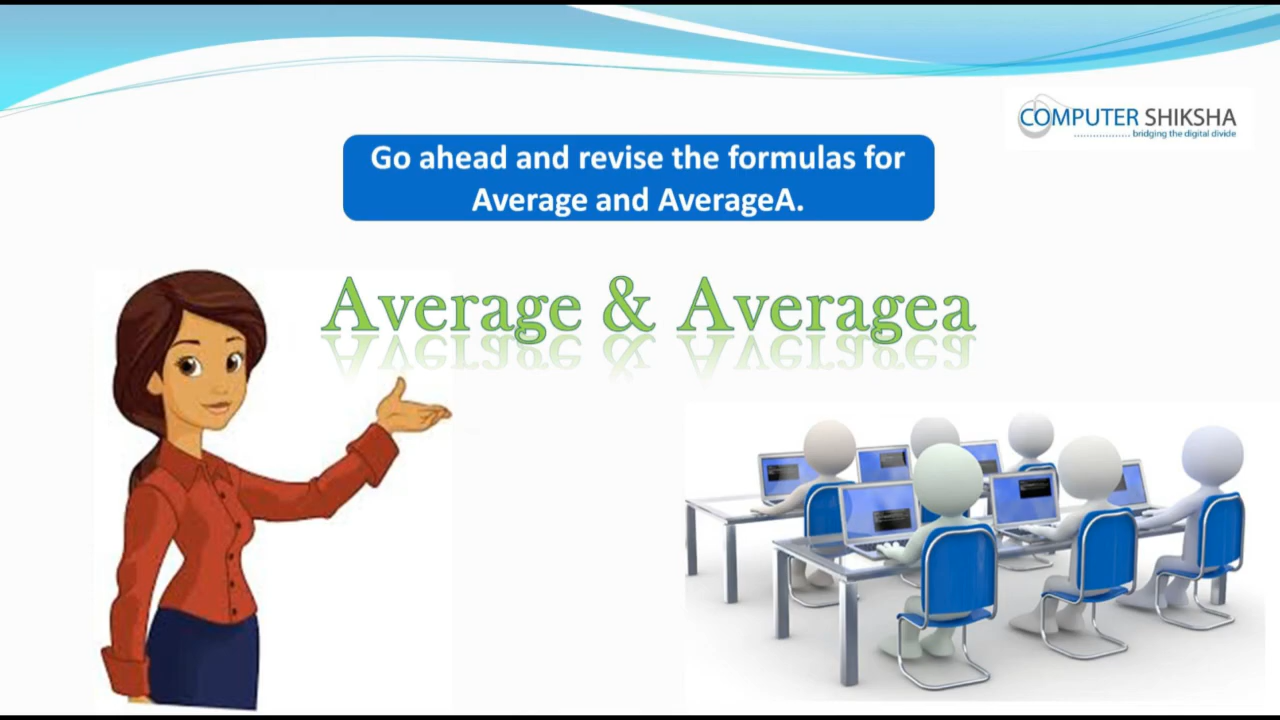 COMPUTER SHIKSHA
.................. bridging the digital divide
Go ahead and revise the formulas for
Average and AverageA.
Average & Averagea